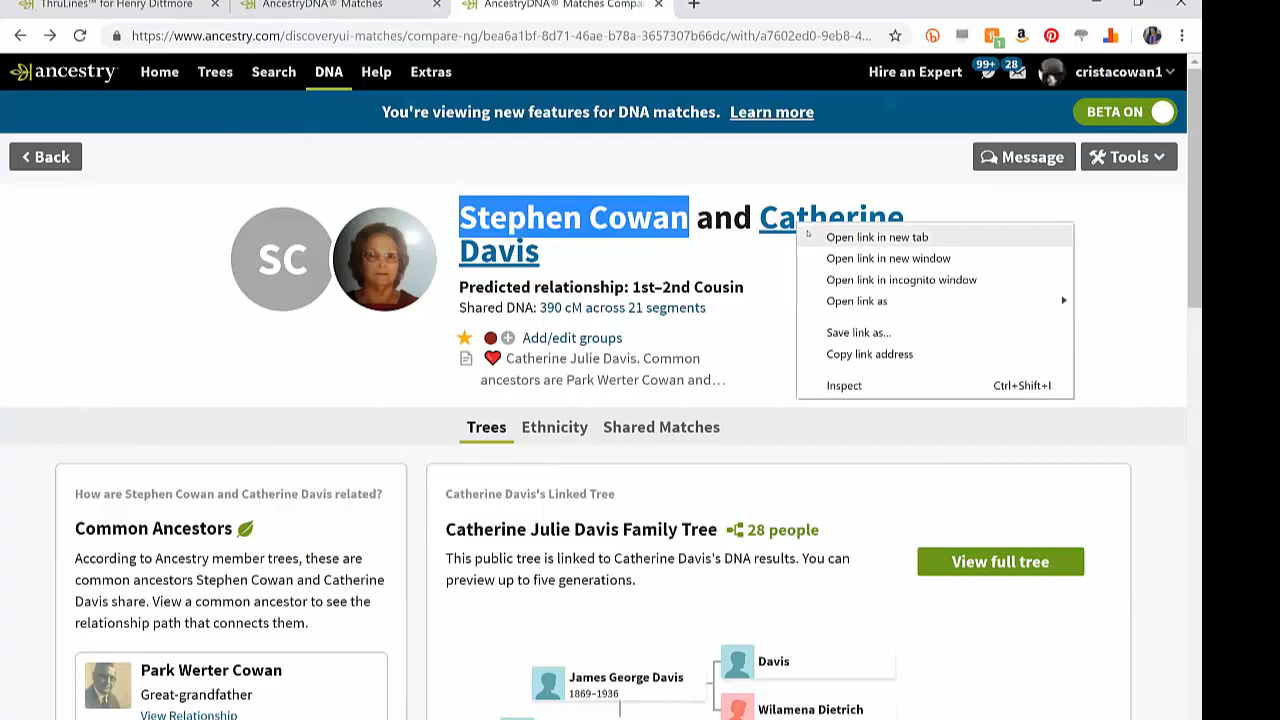 ThruLines™ for Henry Dittmore
AncestryDNA® Matches
AncestryDNA® Matches Compa
https://www.ancestry.com/discoveryui-matches/compare-ng/bea6a1bf-8d71-46ae-b78a-3657307b66dc/with/a7602ed0-9eb8-4...
1
ancestry Home Trees Search DNA Help Extras Hire an Expert 99+ 28 cristacowan1
You're viewing new features for DNA matches. Learn more BETA ON
Back Message Tools
SC
Stephen Cowan and Catherine
Davis
Predicted relationship: 1st–2nd Cousin
Shared DNA: 390 cM across 21 segments
Add/edit groups
Catherine Julie Davis. Common
ancestors are Park Werter Cowan and...
Open link in new tab
Open link in new window
Open link in incognito window
Open link as
Save link as...
Copy link address
Inspect Ctrl+Shift+I
Trees Ethnicity Shared Matches
How are Stephen Cowan and Catherine Davis related?
Common Ancestors
According to Ancestry member trees, these are
common ancestors Stephen Cowan and Catherine
Davis share. View a common ancestor to see the
relationship path that connects them.
Park Werter Cowan
Great-grandfather
View Relationship
Catherine Davis's Linked Tree
Catherine Julie Davis Family Tree 28 people
This public tree is linked to Catherine Davis's DNA results. You can
preview up to five generations.
View full tree
James George Davis
1869–1936
Davis
Wilamena Dietrich